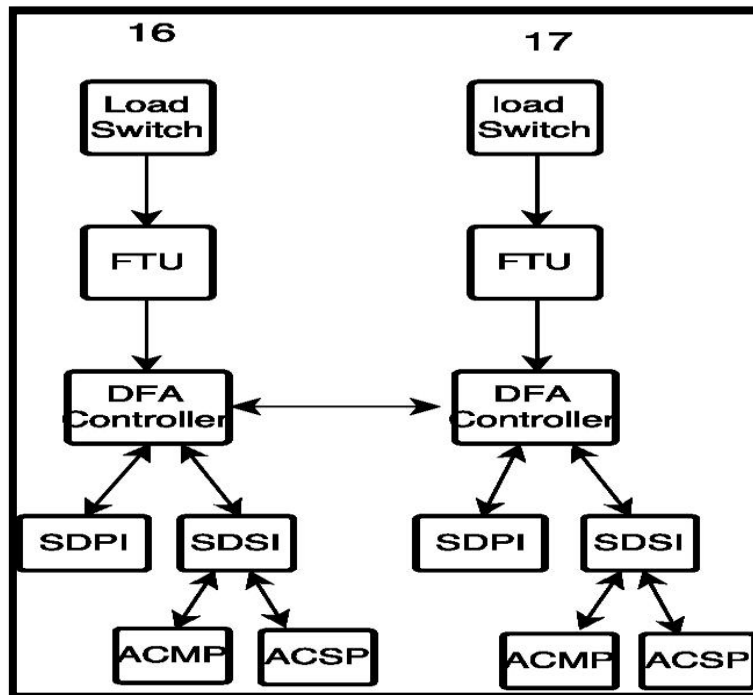 16 17
Load
Switch
load
Switch
FTU FTU
DFA
Controller
DFA
Controller
SDPI SDSI SDPI SDSI
ACMP ACSP ACMP ACSP